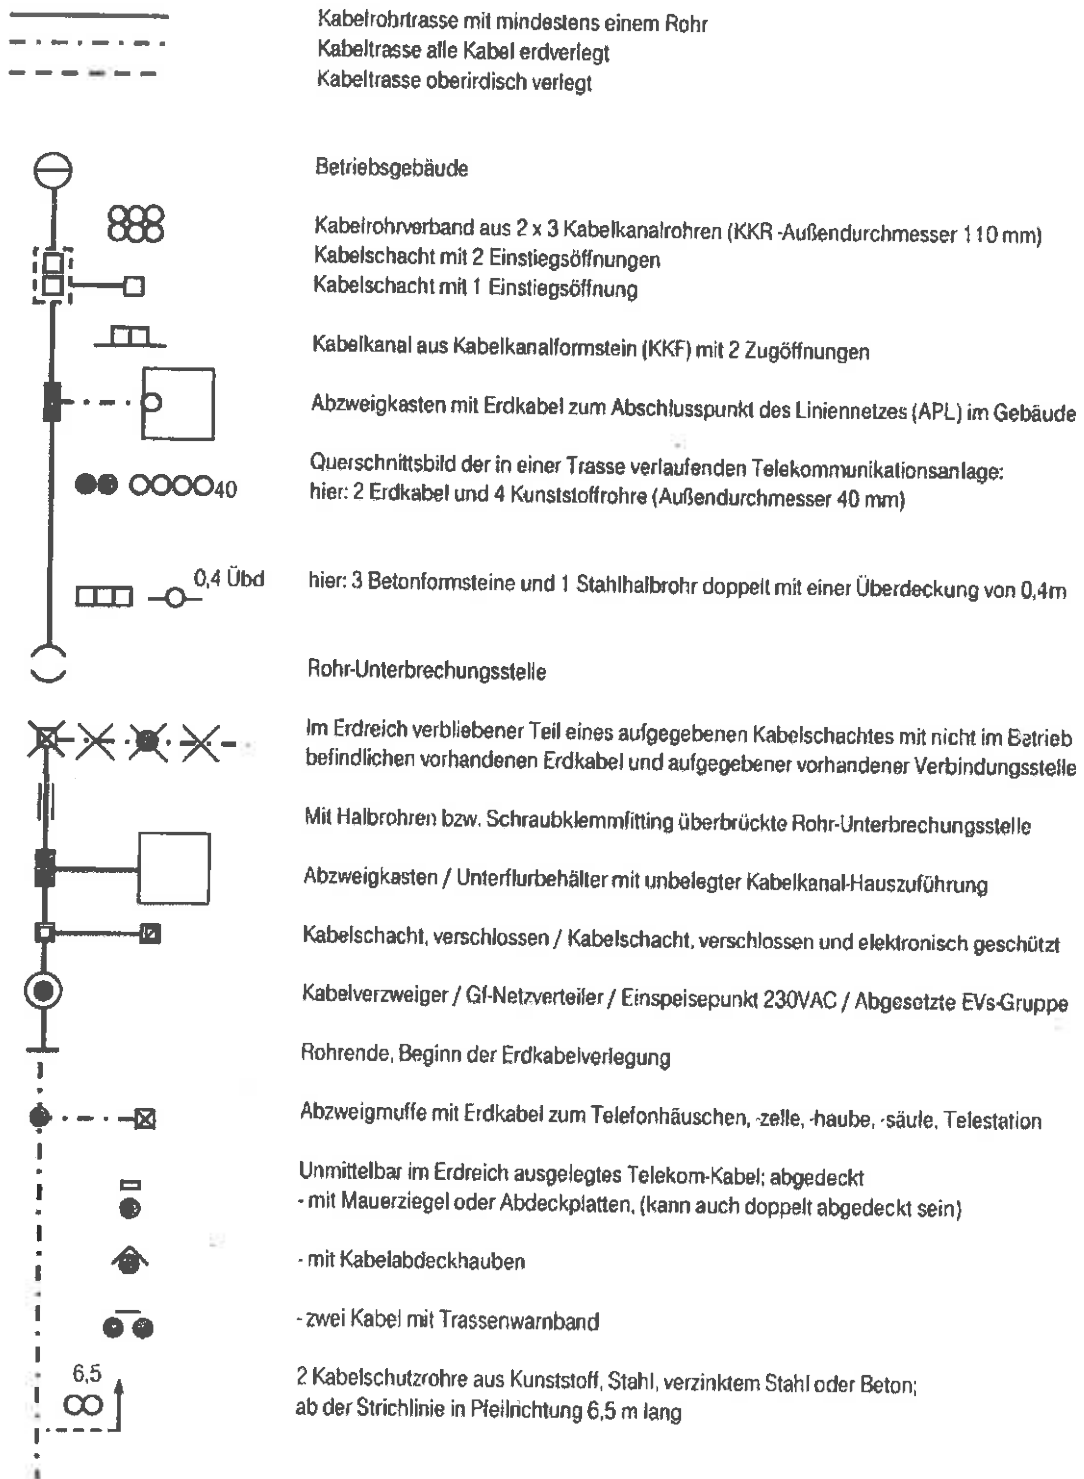 Kabelrohrtrasse mit mindestens einem Rohr
Kabeltrasse alle Kabel erdverlegt
Kabeltrasse oberirdisch verlegt
Betriebsgebäude
Kabelrohrverband aus 2 x 3 Kabelkanalrohren (KKR -Außendurchmesser 110 mm)
Kabelschacht mit 2 Einstiegsöffnungen
Kabelschacht mit 1 Einstiegsöffnung
Kabelkanal aus Kabelkanalformstein (KKF) mit 2 Zugöffnungen
Abzweigkasten mit Erdkabel zum Abschlusspunkt des Liniennetzes (APL) im Gebäude
Querschnittsbild der in einer Trasse verlaufenden Telekommunikationsanlage:
40 hier: 2 Erdkabel und 4 Kunststoffrohre (Außendurchmesser 40 mm)
0,4 Übd hier: 3 Betonformsteine und 1 Stahlhalbrohr doppelt mit einer Überdeckung von 0,4m
Rohr-Unterbrechungsstelle
Im Erdreich verbliebener Teil eines aufgegebenen Kabelschachtes mit nicht im Betrieb
befindlichen vorhandenen Erdkabel und aufgegebener vorhandener Verbindungsstelle
Mit Halbrohren bzw. Schraubklemmfitting überbrückte Rohr-Unterbrechungsstelle
Abzweigkasten / Unterflurbehälter mit unbelegter Kabelkanal-Hauszuführung
Kabelschacht, verschlossen / Kabelschacht, verschlossen und elektronisch geschützt
Kabelverzweiger / Gf-Netzverteiler / Einspeisepunkt 230VAC / Abgesetzte EVs-Gruppe
Rohrende, Beginn der Erdkabelverlegung
Abzweigmuffe mit Erdkabel zum Telefonhäuschen, -zelle, -haube, -säule, Telestation
Unmittelbar im Erdreich ausgelegtes Telekom-Kabel; abgedeckt
- mit Mauerziegel oder Abdeckplatten, (kann auch doppelt abgedeckt sein)
- mit Kabelabdeckhauben
- zwei Kabel mit Trassenwarnband
6,5 2 Kabelschutzrohre aus Kunststoff, Stahl, verzinktem Stahl oder Beton;
ab der Strichlinie in Pfeilrichtung 6,5 m lang